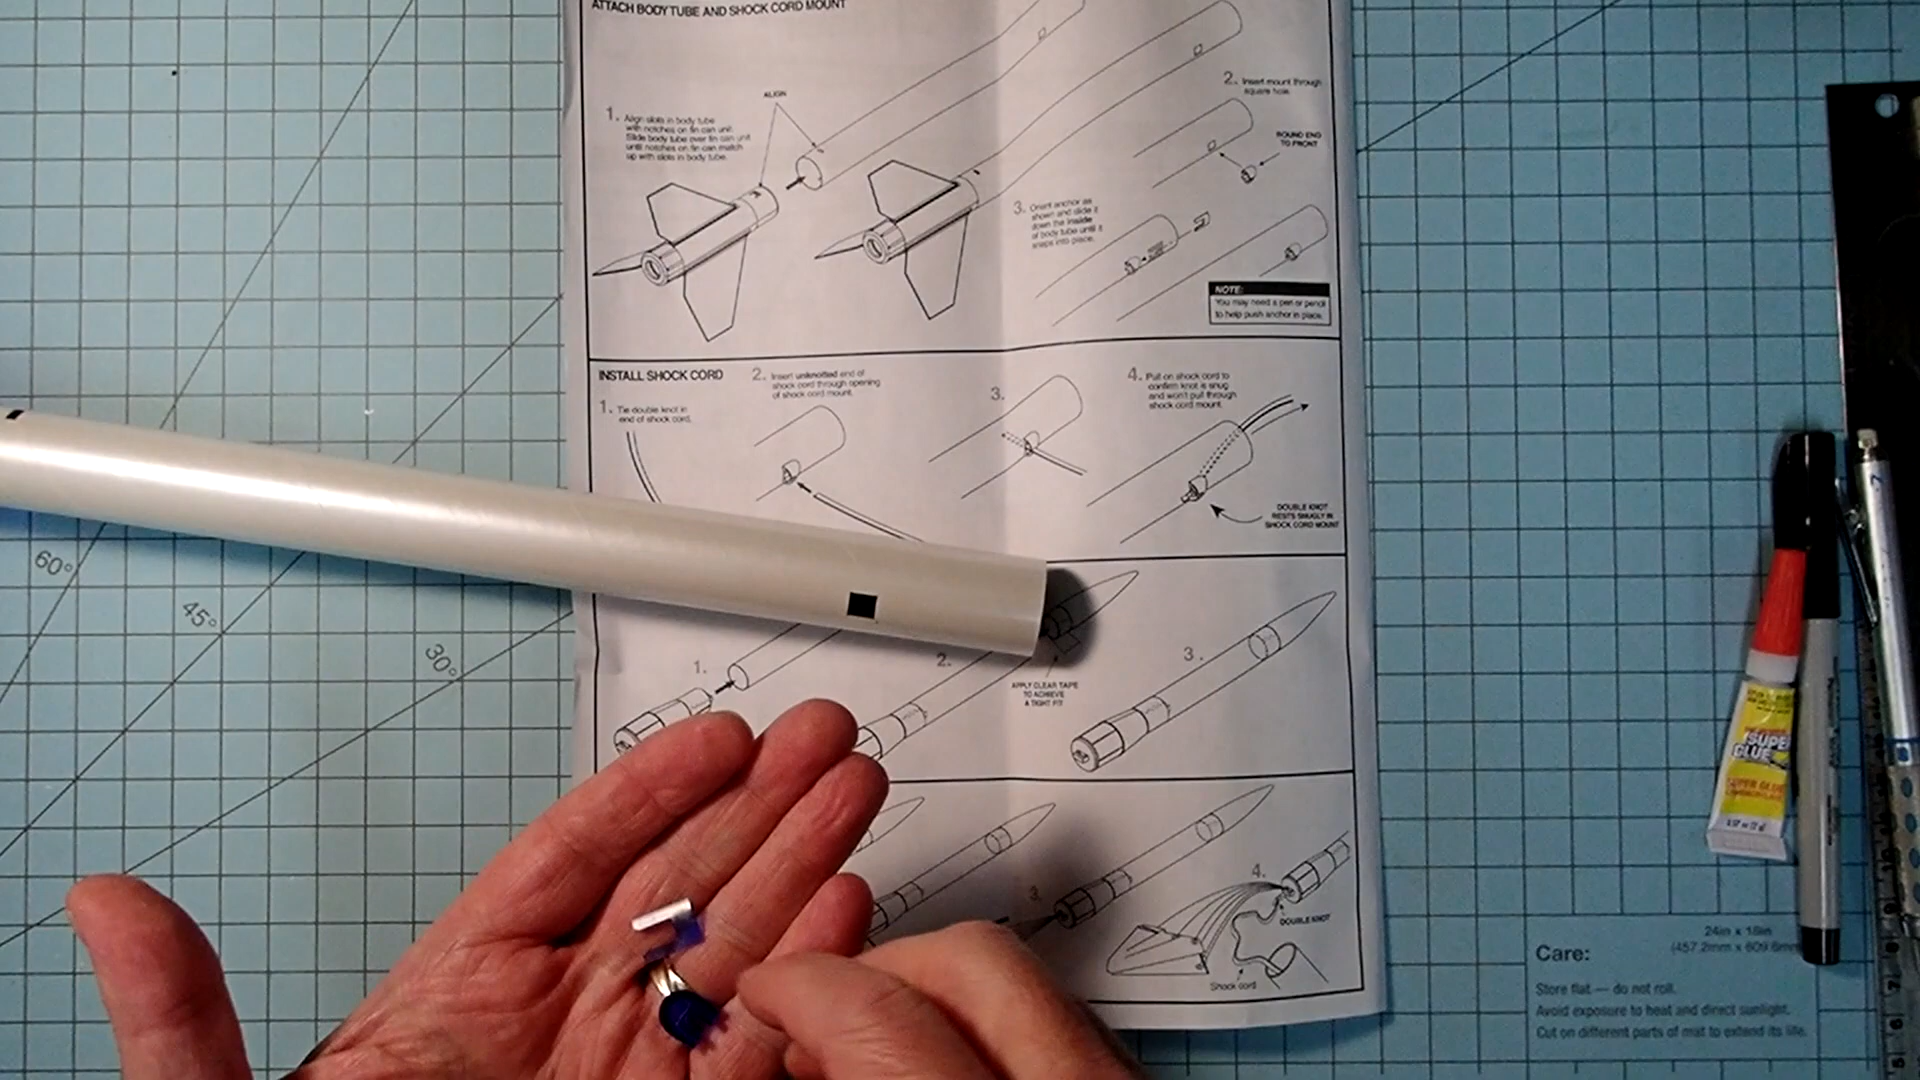 ATTACH BODY TUBE AND SHOCK CORD MOUNT
ALIGN
1. Align slots in body tube
with notches on fin can unit.
Slide body tube over fin can unit
until notches on fin can match
up with slots in body tube.
2. Insert mount through
square hole.
ROUND END
TO FRONT
3. Orient anchor as
shown and slide it
down the inside
of body tube until it
snaps into place.
NOTE:
You may need a pen or pencil
to help push anchor in place.
INSTALL SHOCK CORD
1. Tie double knot in
end of shock cord.
2. Insert unknotted end of
shock cord through opening
of shock cord mount.
3.
4. Pull on shock cord to
confirm knot is snug
and won't pull through
shock cord mount.
DOUBLE KNOT
RESTS SNUGLY IN
SHOCK CORD MOUNT
1.
2.
APPLY CLEAR TAPE
TO ACHIEVE
A TIGHT FIT
3.
3.
4.
DOUBLE KNOT
Shock cord
60°
45°
30°
SUPER
GLUE
SUPER GLUE
24in x 18in
(457.2mm x 609.6mm
Care:
Store flat — do not roll.
Avoid exposure to heat and direct sunlight.
Cut on different parts of mat to extend its life.